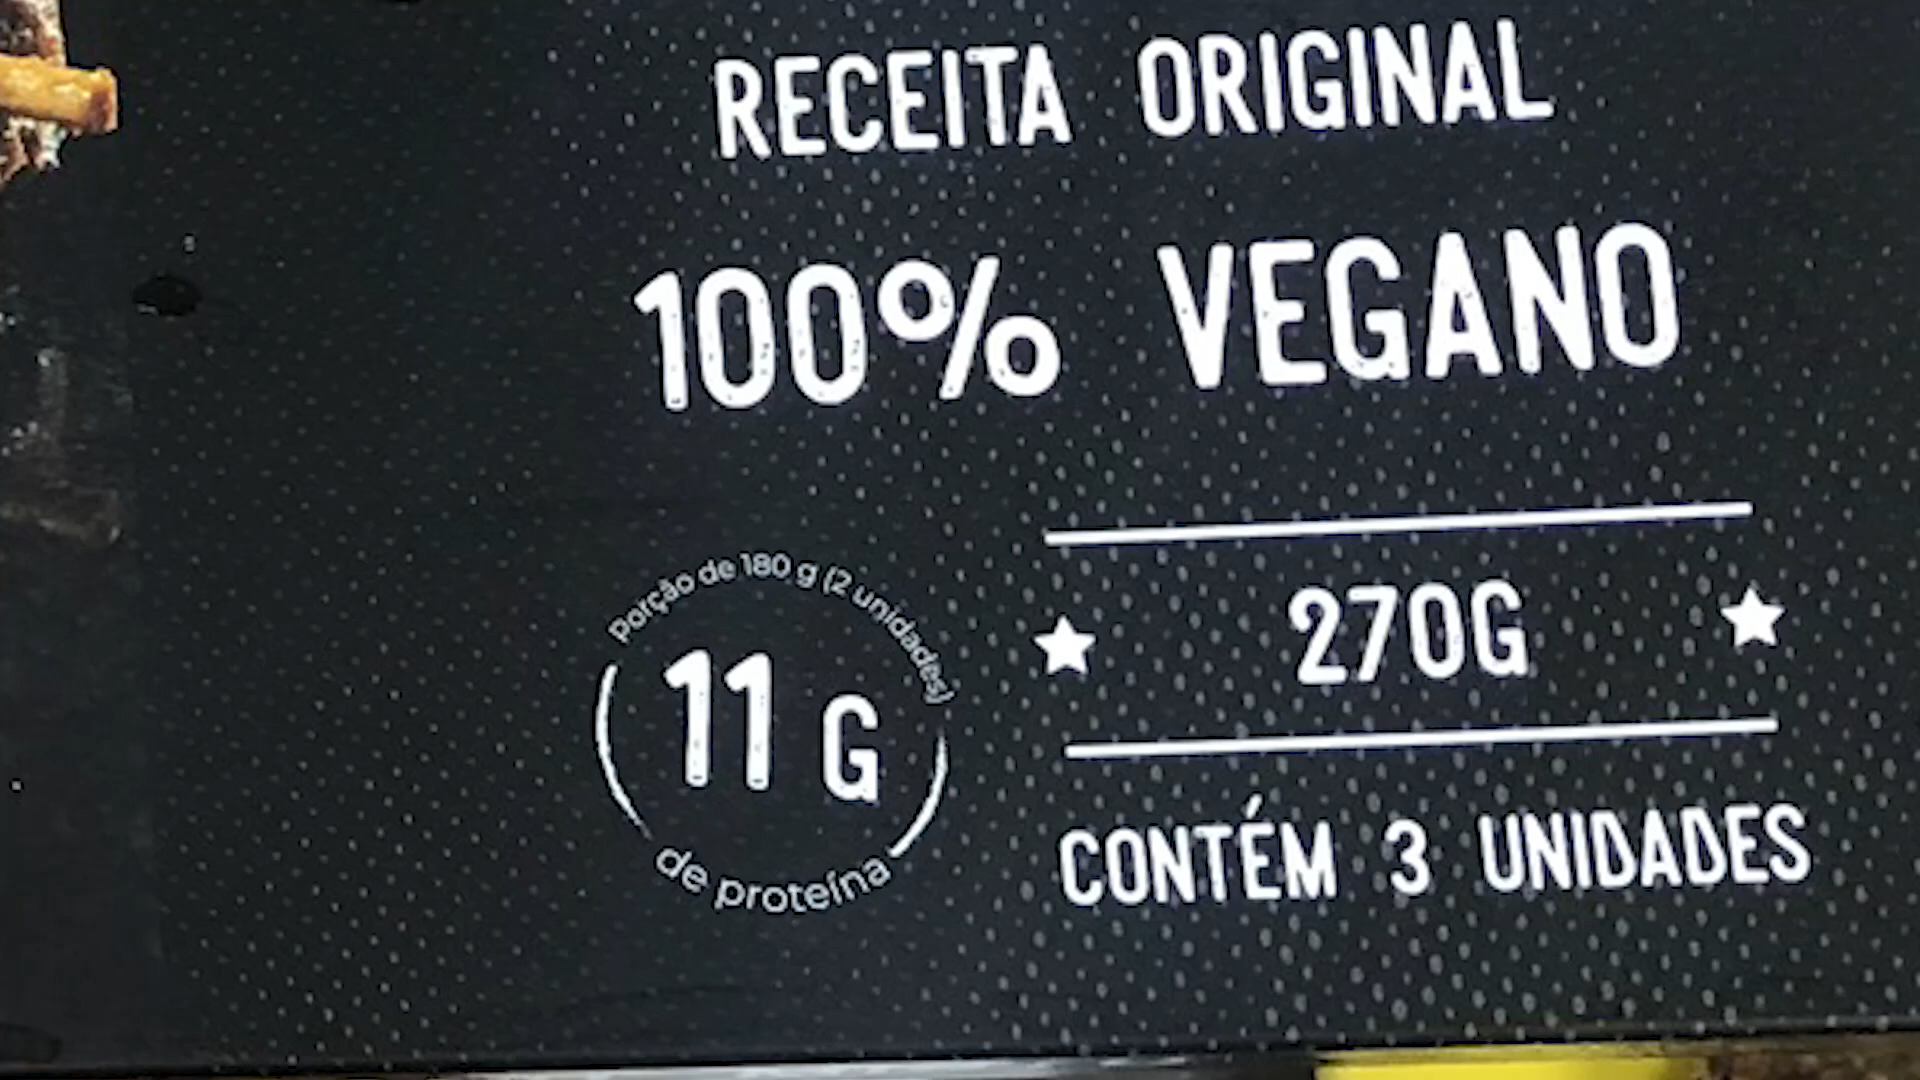 RECEITA ORIGINAL
100% VEGANO
Porção de 180 g (2 unidades)
11 G
de proteína
270G
CONTÉM 3 UNIDADES